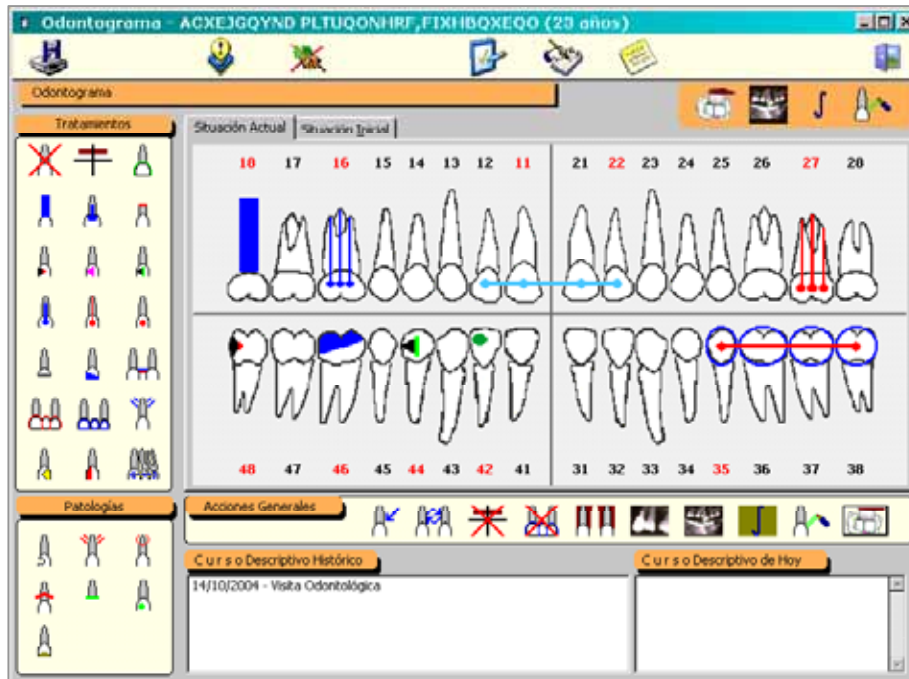 Odontograma - ACXEJGQYND PLTUQONHRF,FIXHBQXEQO (23 años)
Odontograma
Tratamientos
Situación Actual
Situación Inicial
18 17 16 15 14 13 12 11 21 22 23 24 25 26 27 28
48 47 46 45 44 43 42 41 31 32 33 34 35 36 37 38
Patologías
Acciones Generales
Curso Descriptivo Histórico
Curso Descriptivo de Hoy
14/10/2004 - Visita Odontológica